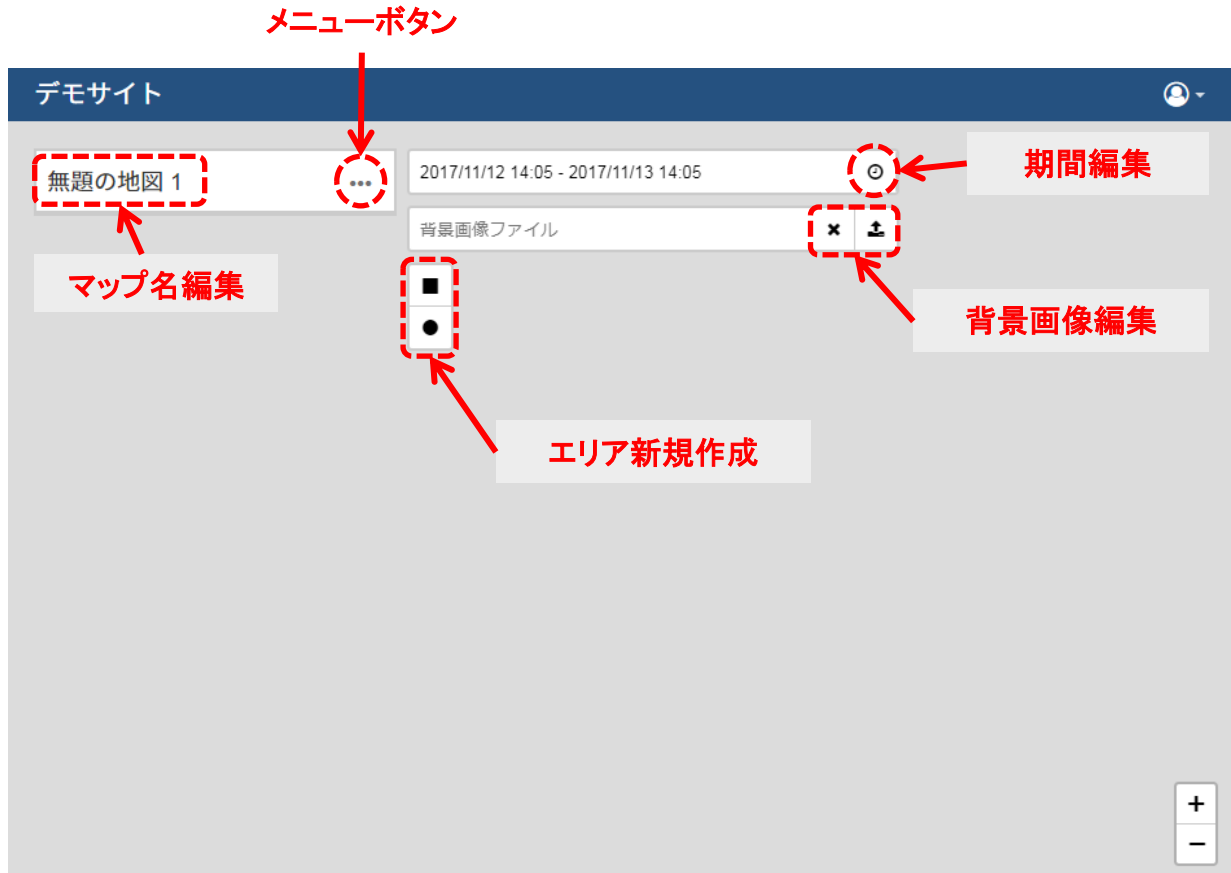 メニューボタン
デモサイト
無題の地図 1
2017/11/12 14:05 - 2017/11/13 14:05
期間編集
背景画像ファイル
マップ名編集
背景画像編集
エリア新規作成